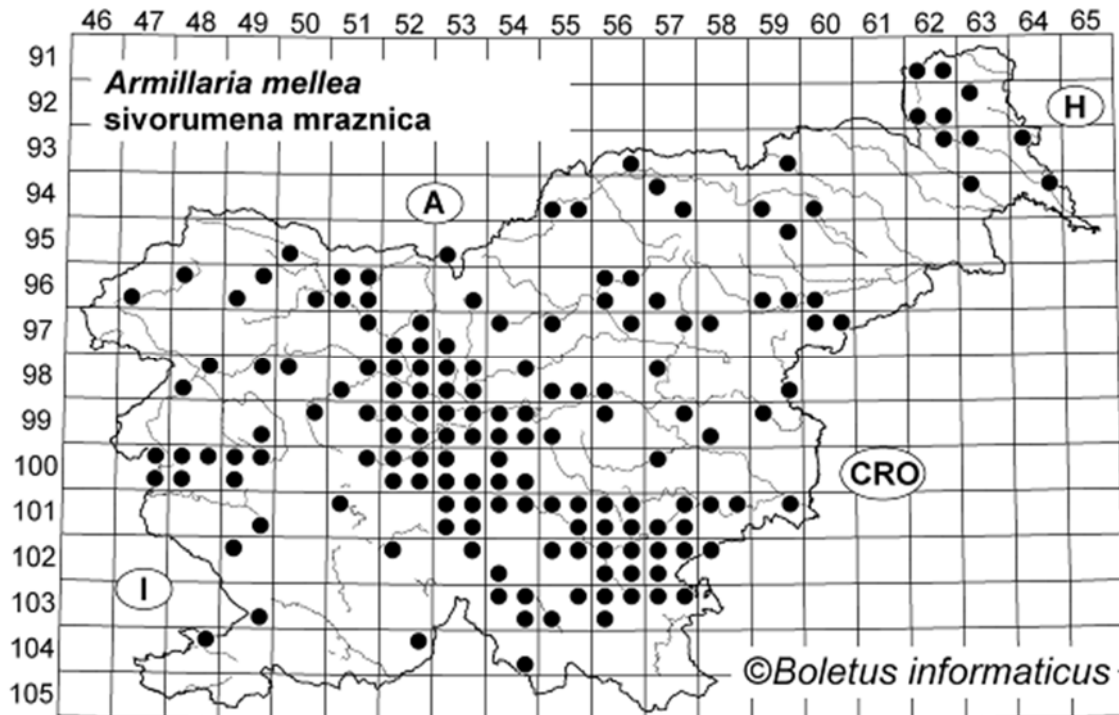 46 47 48 49 50 51 52 53 54 55 56 57 58 59 60 61 62 63 64 65
91
Armillaria mellea
92
H
sivorumena mraznica
93
94
A
95
96
97
98
99
100
CRO
101
102
I
103
104
©Boletus informaticus
105